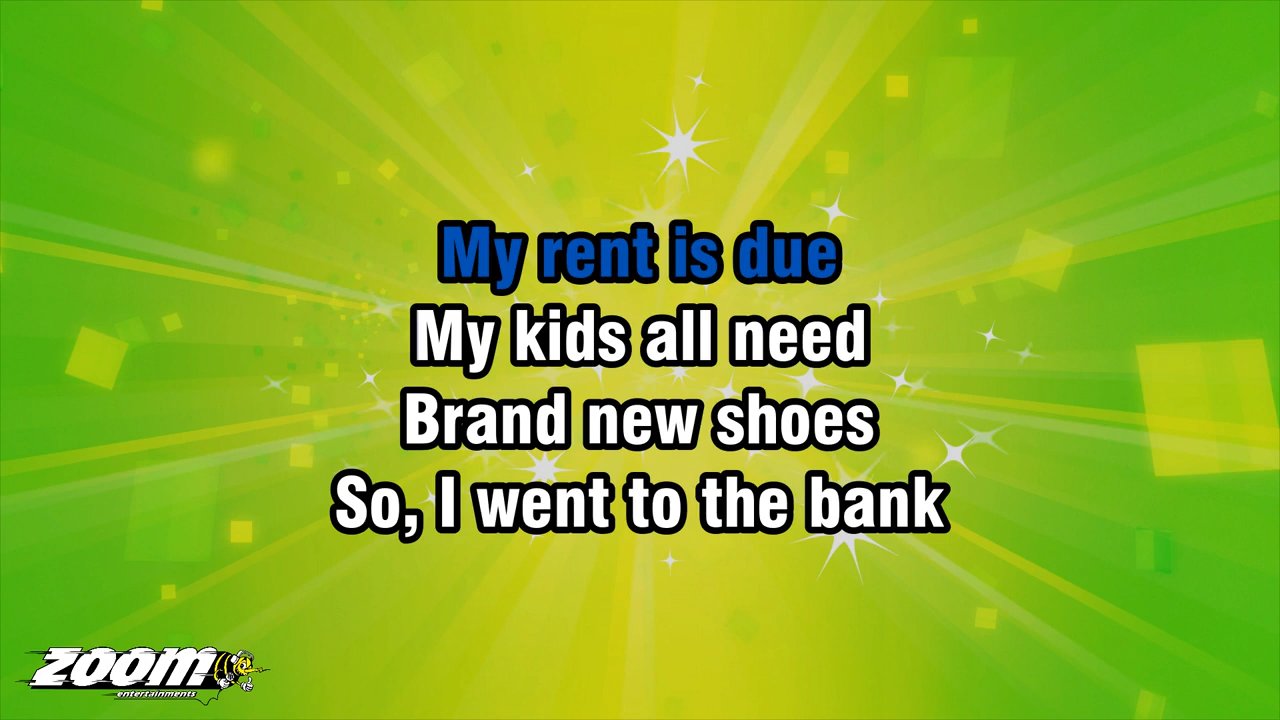 My rent is due
My kids all need
Brand new shoes
So, I went to the bank
ZOOM
entertainments